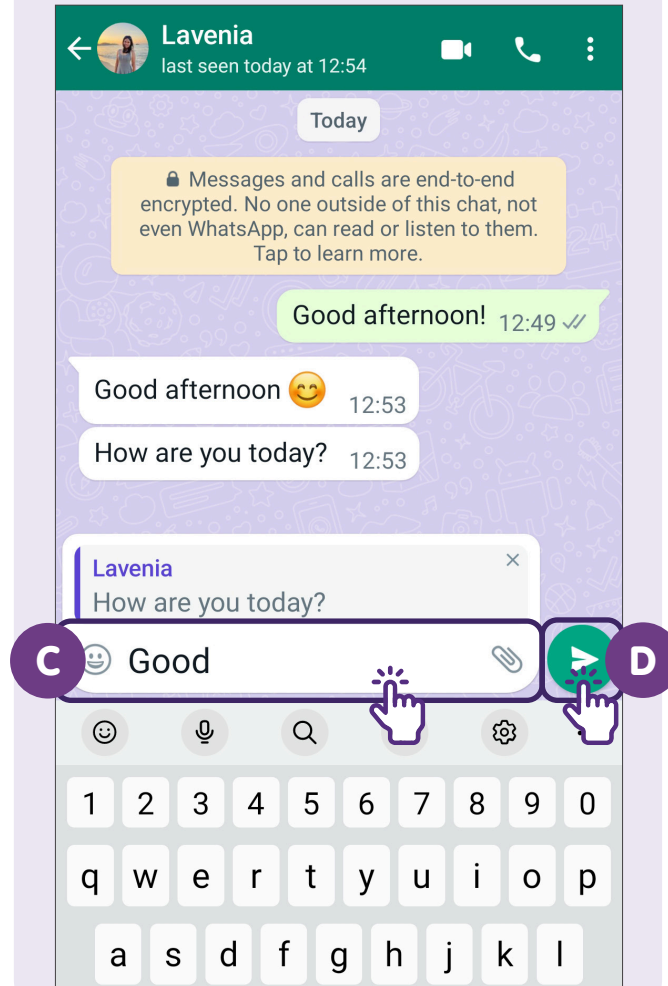 Lavenia
last seen today at 12:54
Today
Messages and calls are end-to-end
encrypted. No one outside of this chat, not
even WhatsApp, can read or listen to them.
Tap to learn more.
Good afternoon! 12:49
Good afternoon 😊 12:53
How are you today? 12:53
Lavenia
How are you today?
C Good D
1 2 3 4 5 6 7 8 9 0
q w e r t y u i o p
a s d f g h j k l